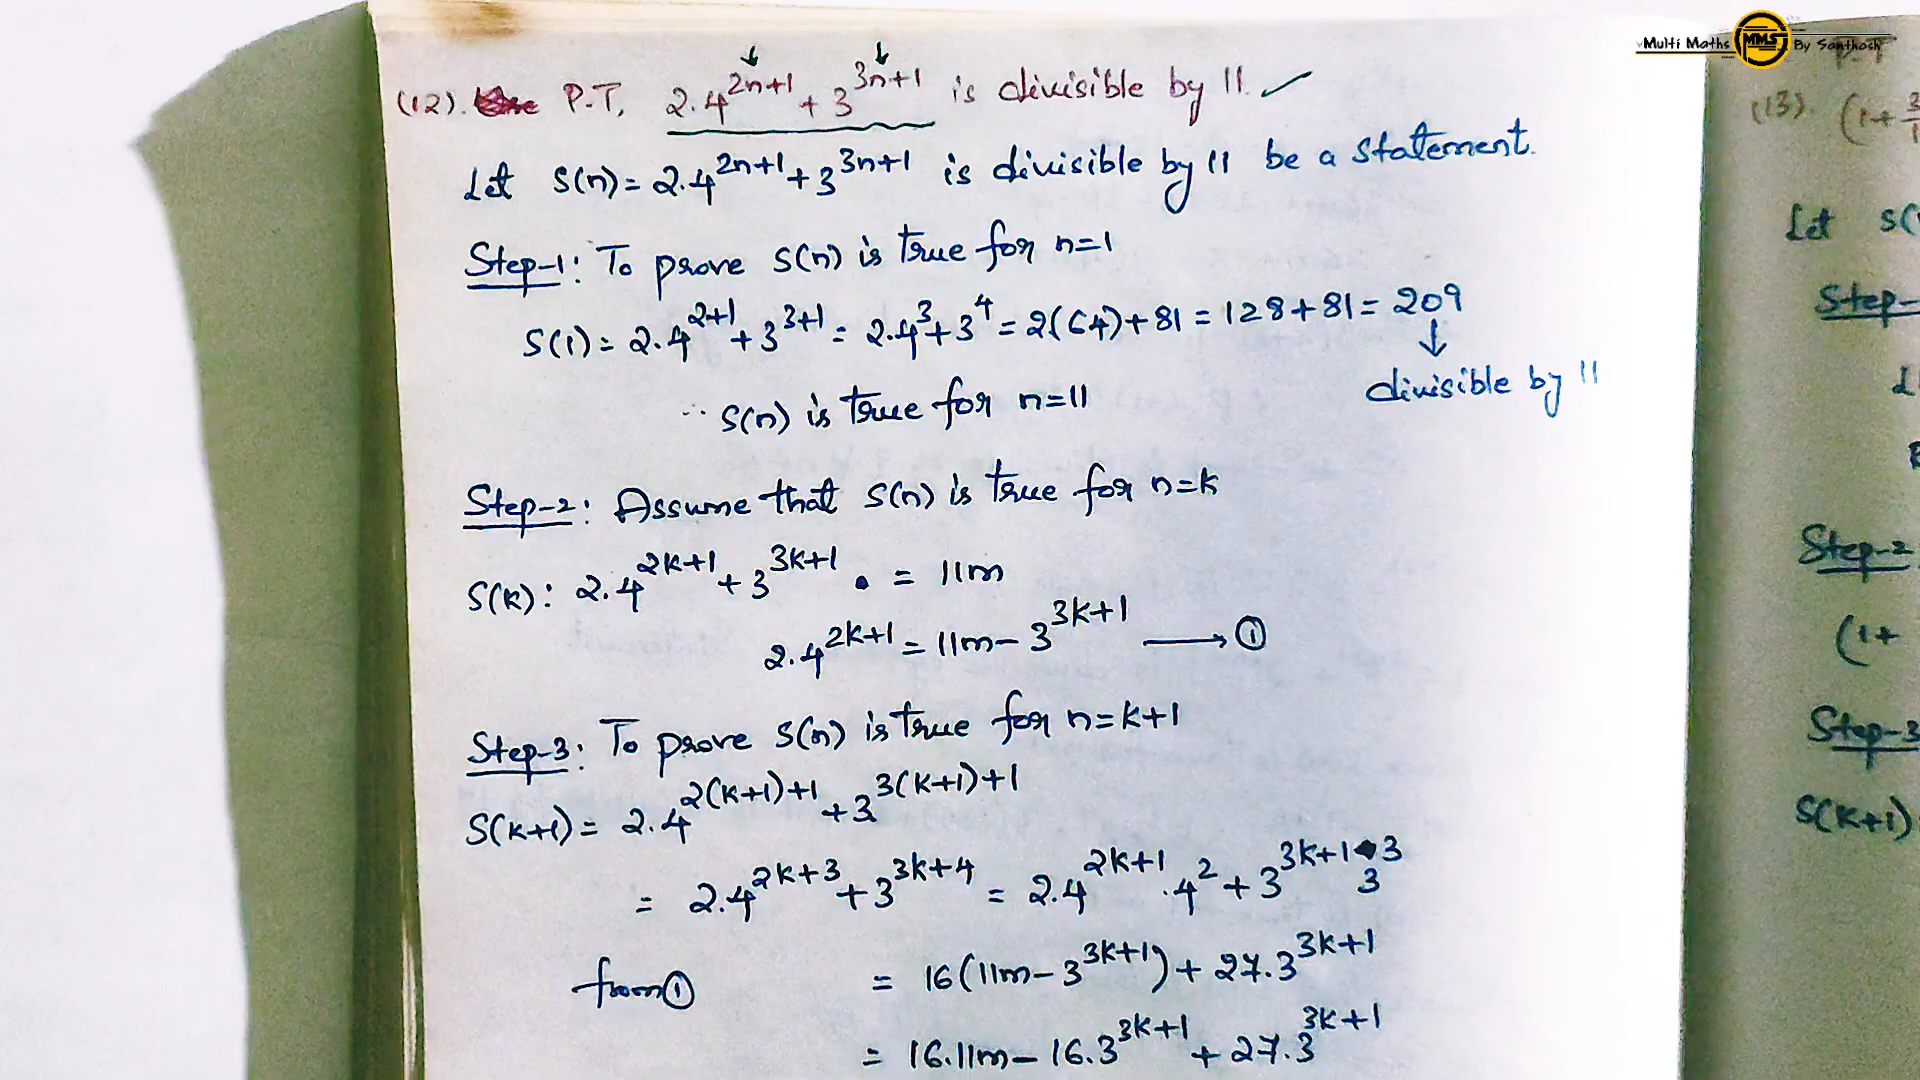 Multi Maths MMS By Santhosh
(12). P.T. 2.4^{2n+1} + 3^{3n+1} is divisible by 11. ✓
Let S(n) = 2.4^{2n+1} + 3^{3n+1} is divisible by 11 be a statement.
Step-1: To prove S(n) is true for n=1
S(1) = 2.4^{2+1} + 3^{3+1} = 2.4^3 + 3^4 = 2(64) + 81 = 128 + 81 = 209
↓
divisible by 11
∴ S(n) is true for n=11
Step-2: Assume that S(n) is true for n=k
S(k): 2.4^{2k+1} + 3^{3k+1} = 11m
2.4^{2k+1} = 11m - 3^{3k+1} → ①
Step-3: To prove S(n) is true for n=k+1
S(k+1) = 2.4^{2(k+1)+1} + 3^{3(k+1)+1}
= 2.4^{2k+3} + 3^{3k+4} = 2.4^{2k+1} . 4^2 + 3^{3k+1} 3^3
from ① = 16(11m - 3^{3k+1}) + 27.3^{3k+1}
= 16.11m - 16.3^{3k+1} + 27.3^{3k+1}
(13). (1+
Let S(
Step-
Step-2
(1+
Step-3
S(k+1)